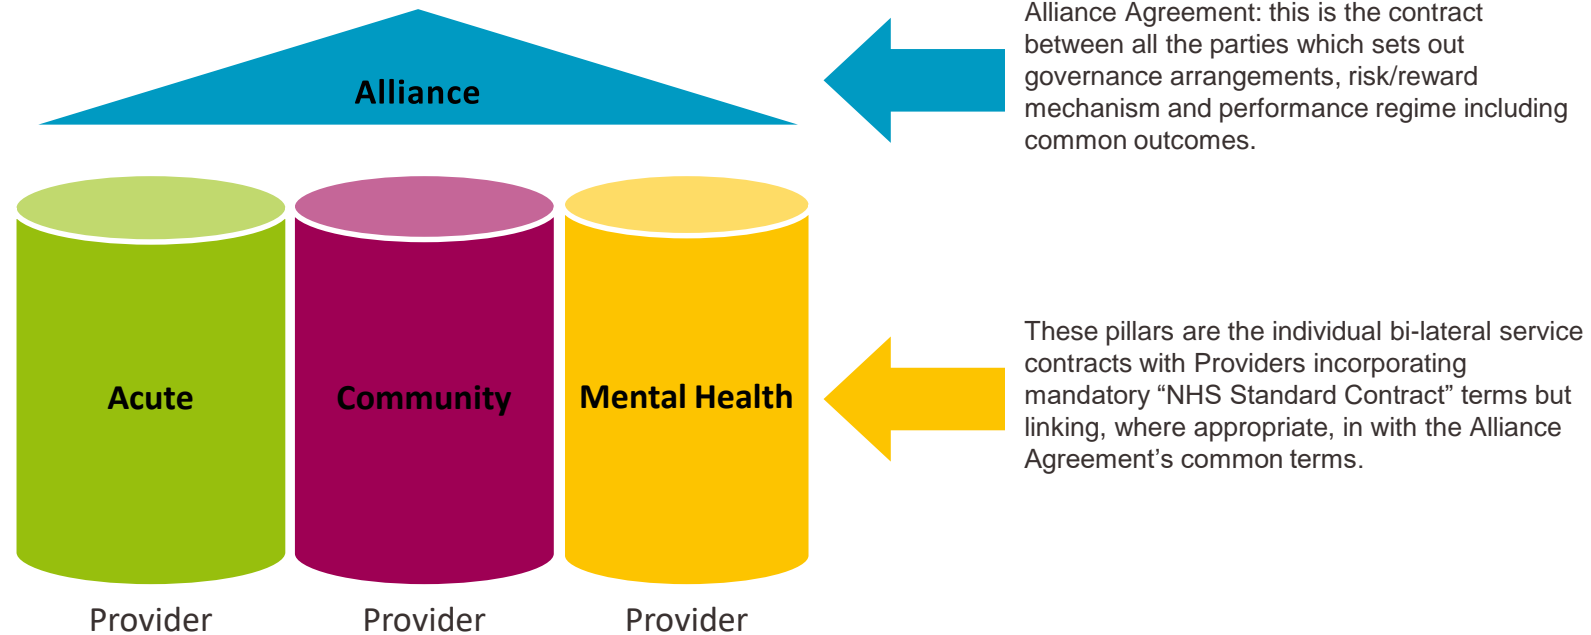 Alliance Agreement: this is the contract
between all the parties which sets out
governance arrangements, risk/reward
mechanism and performance regime including
common outcomes.
Alliance
These pillars are the individual bi-lateral service
contracts with Providers incorporating
mandatory “NHS Standard Contract” terms but
linking, where appropriate, in with the Alliance
Agreement’s common terms.
Acute
Community
Mental Health
Provider
Provider
Provider